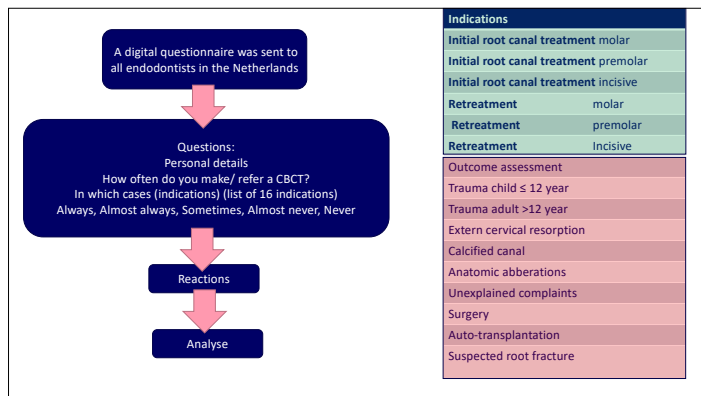 A digital questionnaire was sent to
all endodontists in the Netherlands
Questions:
Personal details
How often do you make/ refer a CBCT?
In which cases (indications) (list of 16 indications)
Always, Almost always, Sometimes, Almost never, Never
Reactions
Analyse
Indications
Initial root canal treatment molar
Initial root canal treatment premolar
Initial root canal treatment incisive
Retreatment molar
Retreatment premolar
Retreatment Incisive
Outcome assessment
Trauma child ≤ 12 year
Trauma adult >12 year
Extern cervical resorption
Calcified canal
Anatomic abberations
Unexplained complaints
Surgery
Auto-transplantation
Suspected root fracture